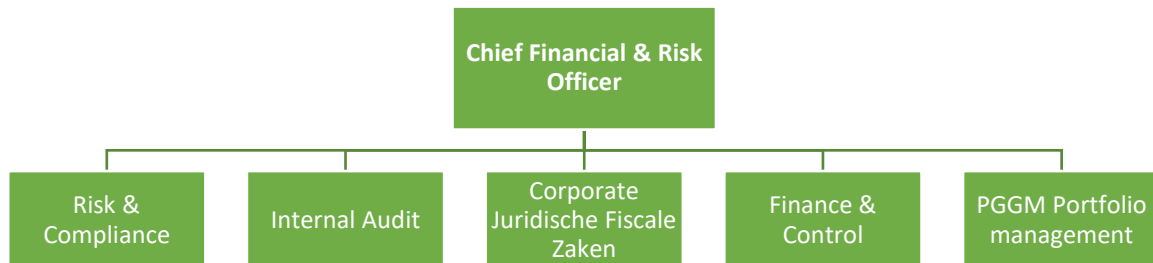 Chief Financial & Risk
Officer
Risk &
Compliance
Internal Audit
Corporate
Juridische Fiscale
Zaken
Finance &
Control
PGGM Portfolio
management